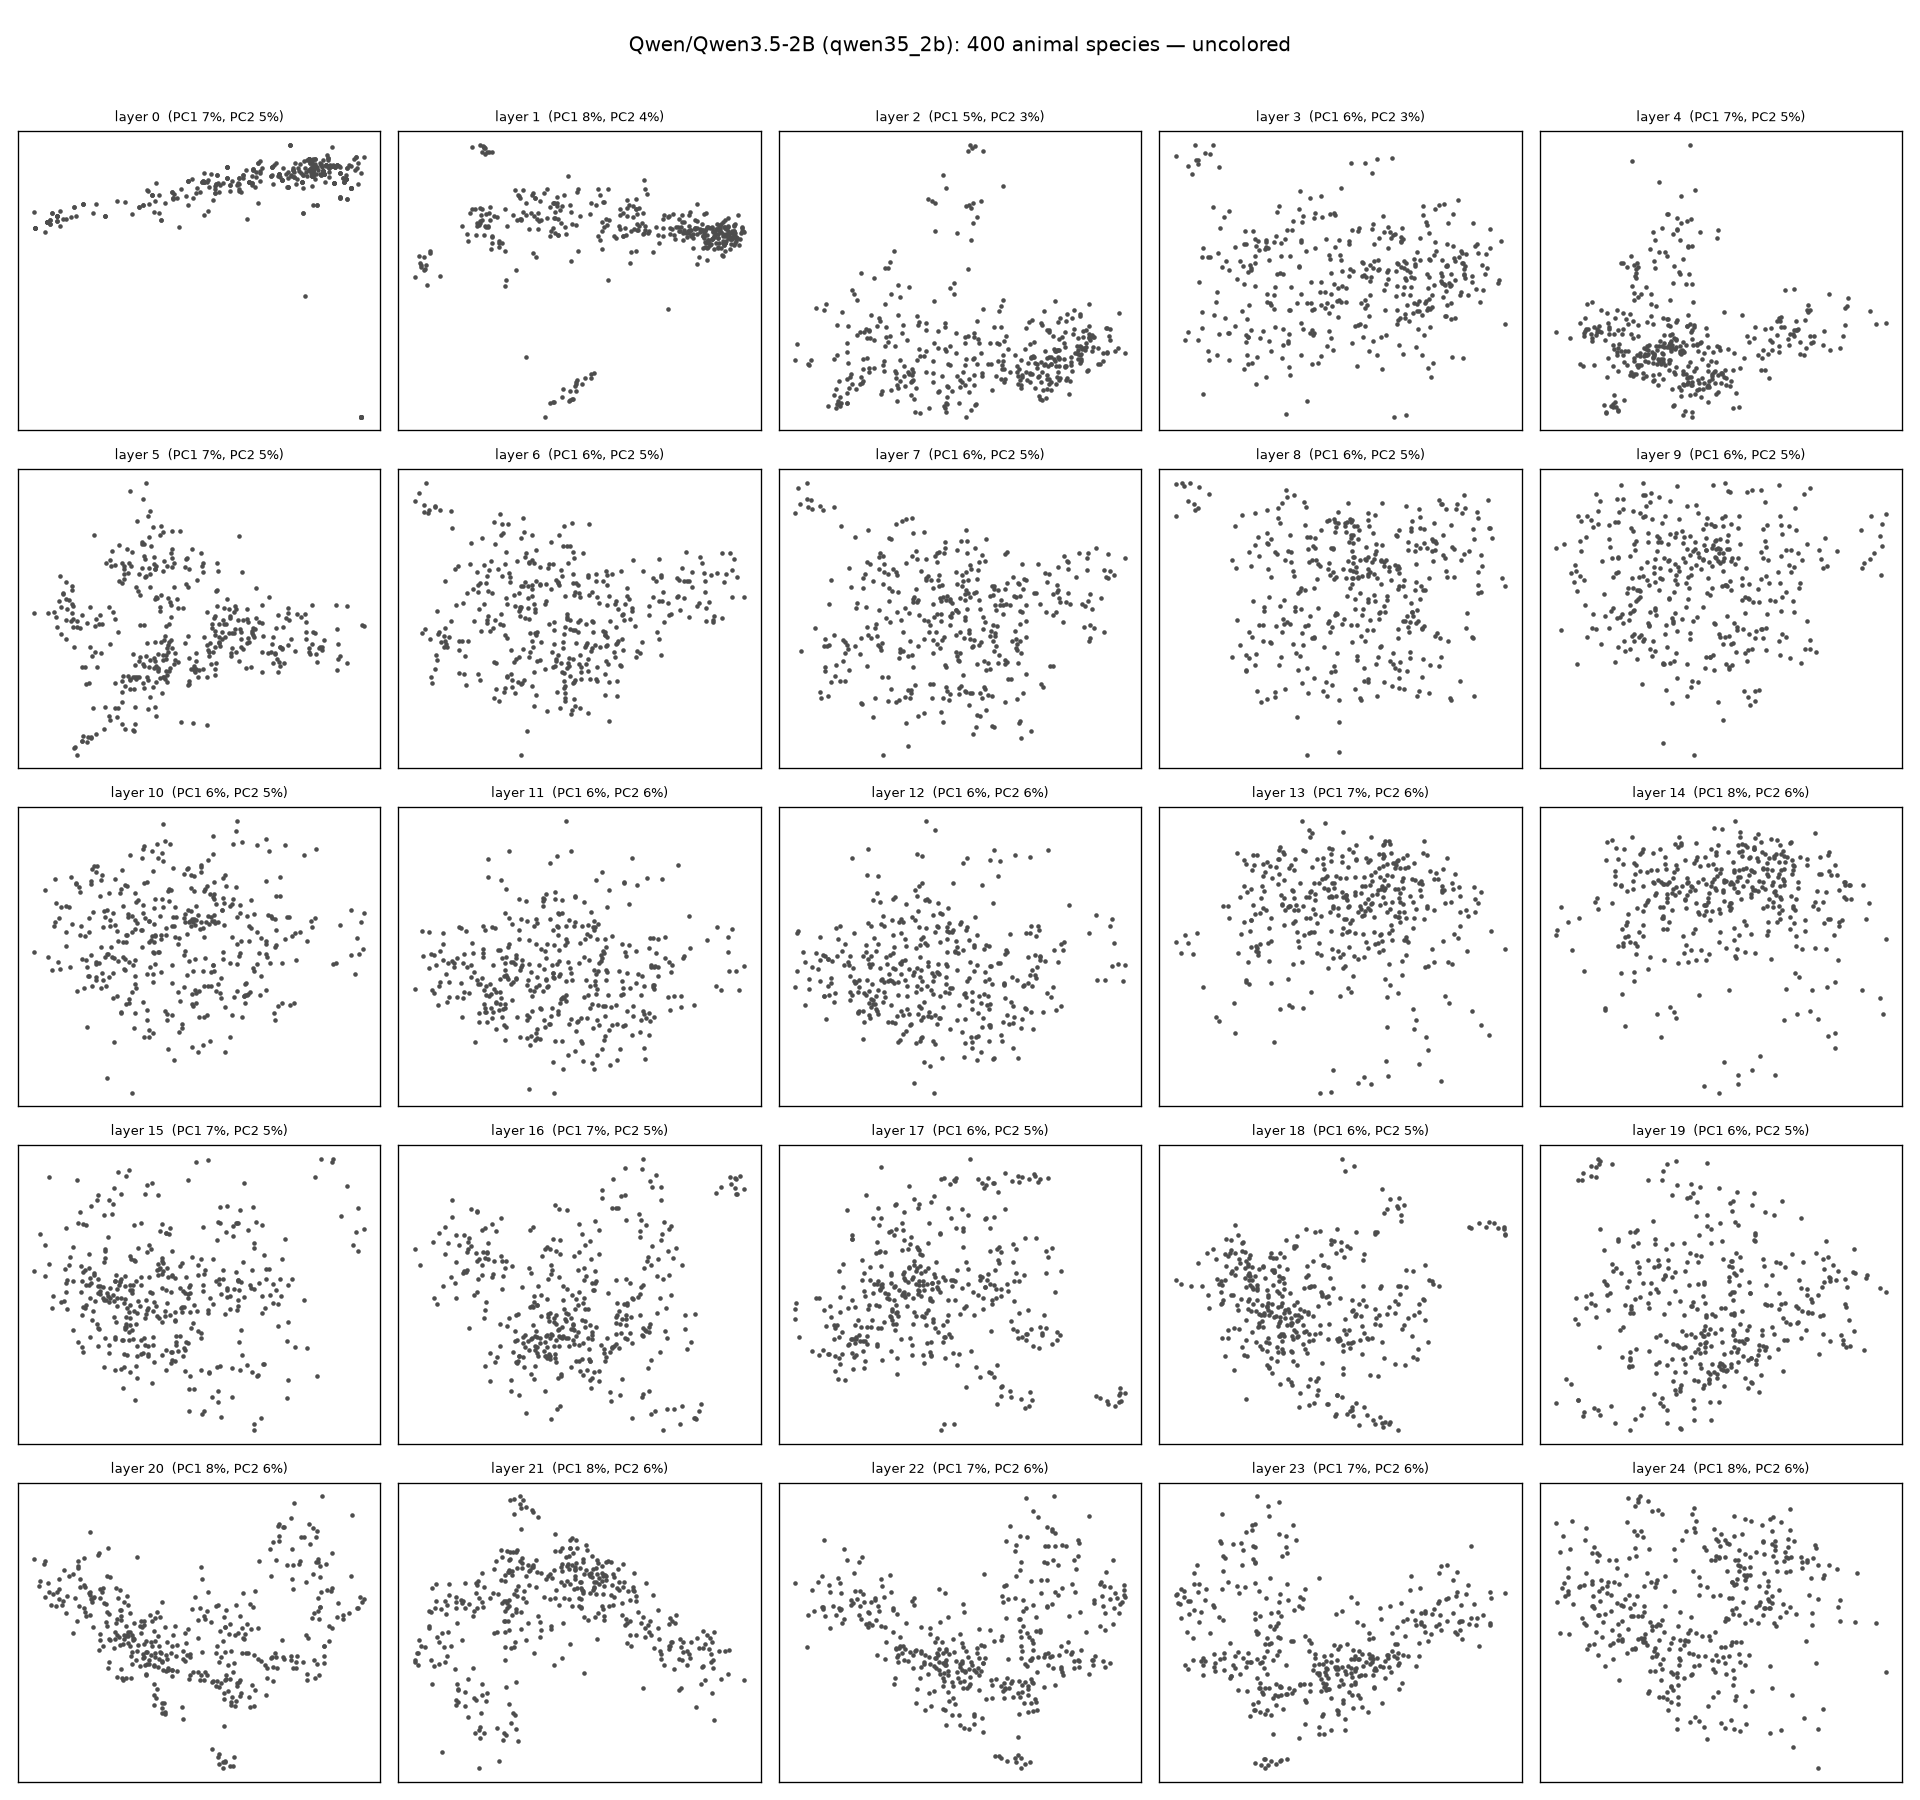 Qwen/Qwen3.5-2B (qwen35_2b): 400 animal species — uncolored
layer 0  (PC1 7%, PC2 5%)
layer 1  (PC1 8%, PC2 4%)
layer 2  (PC1 5%, PC2 3%)
layer 3  (PC1 6%, PC2 3%)
layer 4  (PC1 7%, PC2 5%)
layer 5  (PC1 7%, PC2 5%)
layer 6  (PC1 6%, PC2 5%)
layer 7  (PC1 6%, PC2 5%)
layer 8  (PC1 6%, PC2 5%)
layer 9  (PC1 6%, PC2 5%)
layer 10  (PC1 6%, PC2 5%)
layer 11  (PC1 6%, PC2 6%)
layer 12  (PC1 6%, PC2 6%)
layer 13  (PC1 7%, PC2 6%)
layer 14  (PC1 8%, PC2 6%)
layer 15  (PC1 7%, PC2 5%)
layer 16  (PC1 7%, PC2 5%)
layer 17  (PC1 6%, PC2 5%)
layer 18  (PC1 6%, PC2 5%)
layer 19  (PC1 6%, PC2 5%)
layer 20  (PC1 8%, PC2 6%)
layer 21  (PC1 8%, PC2 6%)
layer 22  (PC1 7%, PC2 6%)
layer 23  (PC1 7%, PC2 6%)
layer 24  (PC1 8%, PC2 6%)